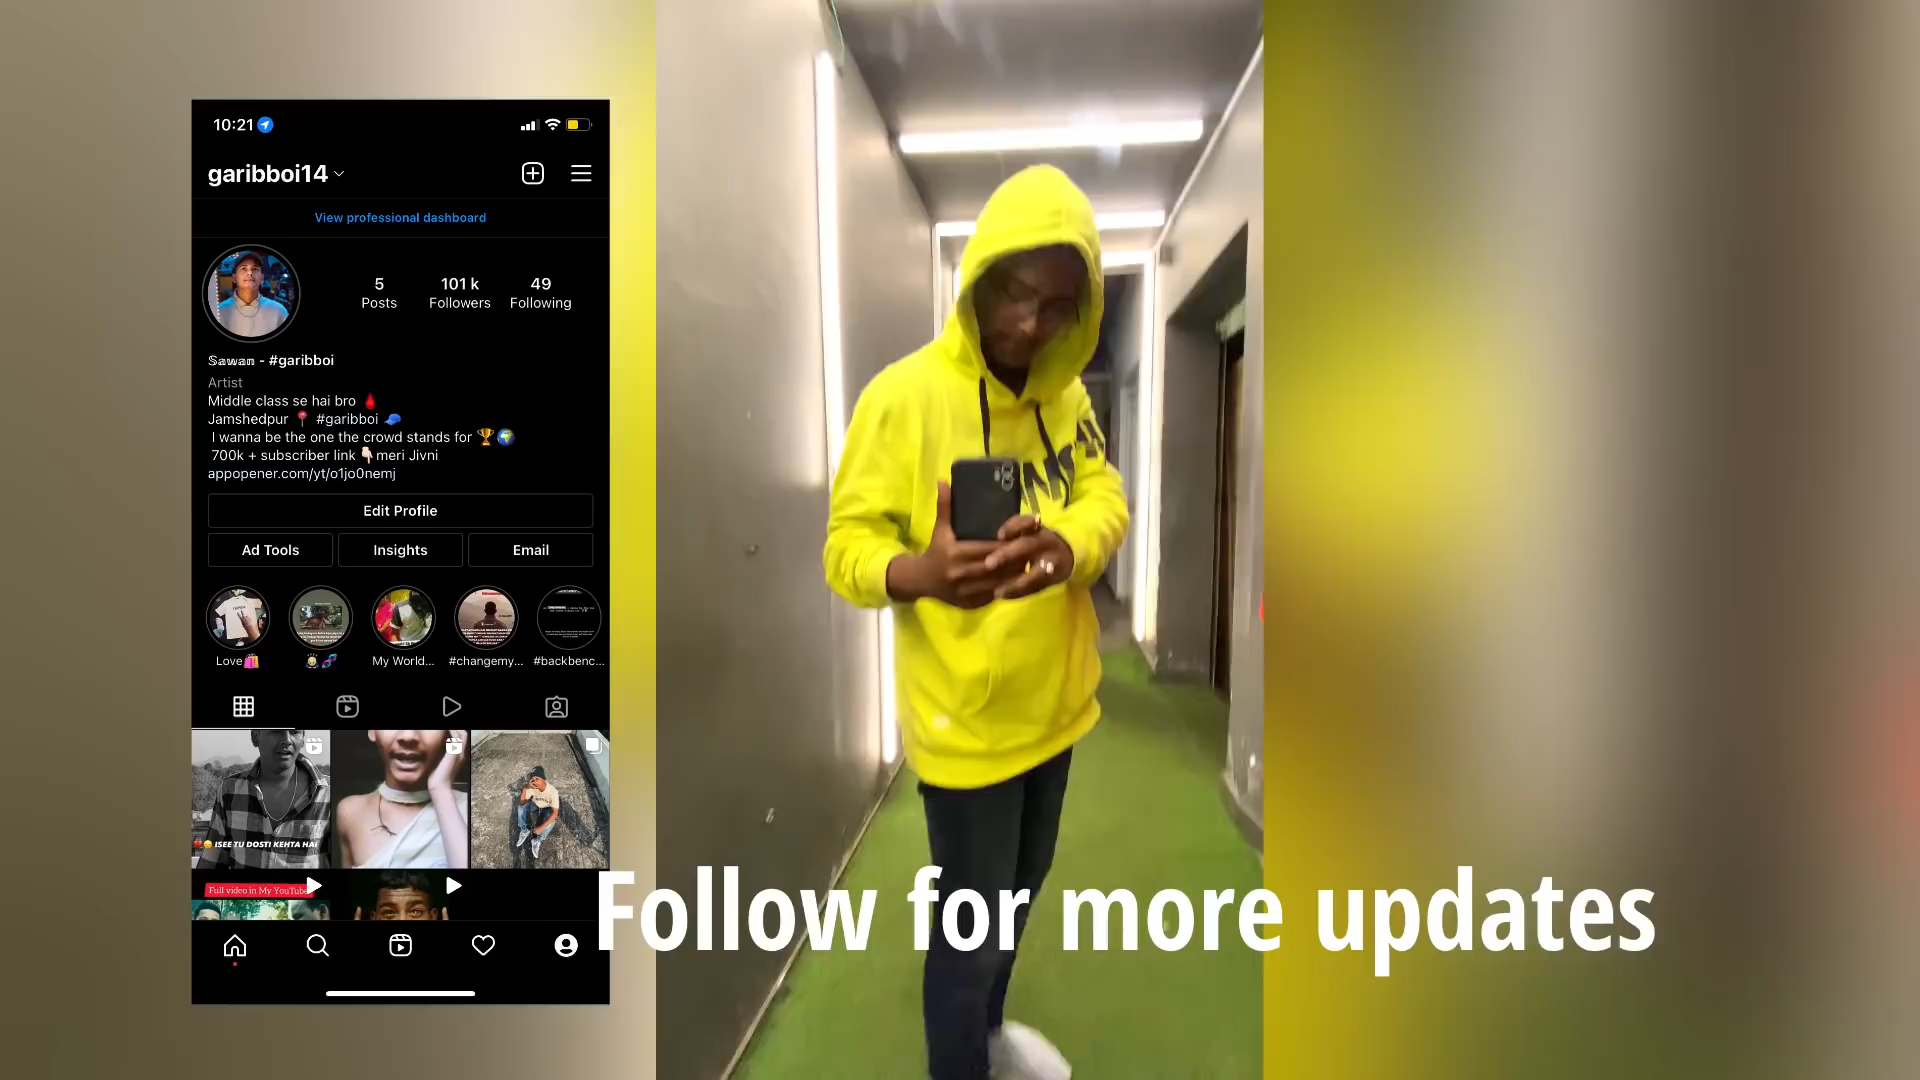 10:21
garibboi14
View professional dashboard
5
Posts
101 k
Followers
49
Following
Sawan - #garibboi
Artist
Middle class se hai bro 🩸
Jamshedpur 📍 #garibboi 🧢
I wanna be the one the crowd stands for 🏆🌍
700k + subscriber link 👇🏻meri Jivni
appopener.com/yt/o1jo0nemj
Edit Profile
Ad Tools
Insights
Email
Love🛍️
My World...
#changemy...
#backbenc...
ISEE TU DOSTI KEHTA HAI
Full video in My YouTube
Follow for more updates